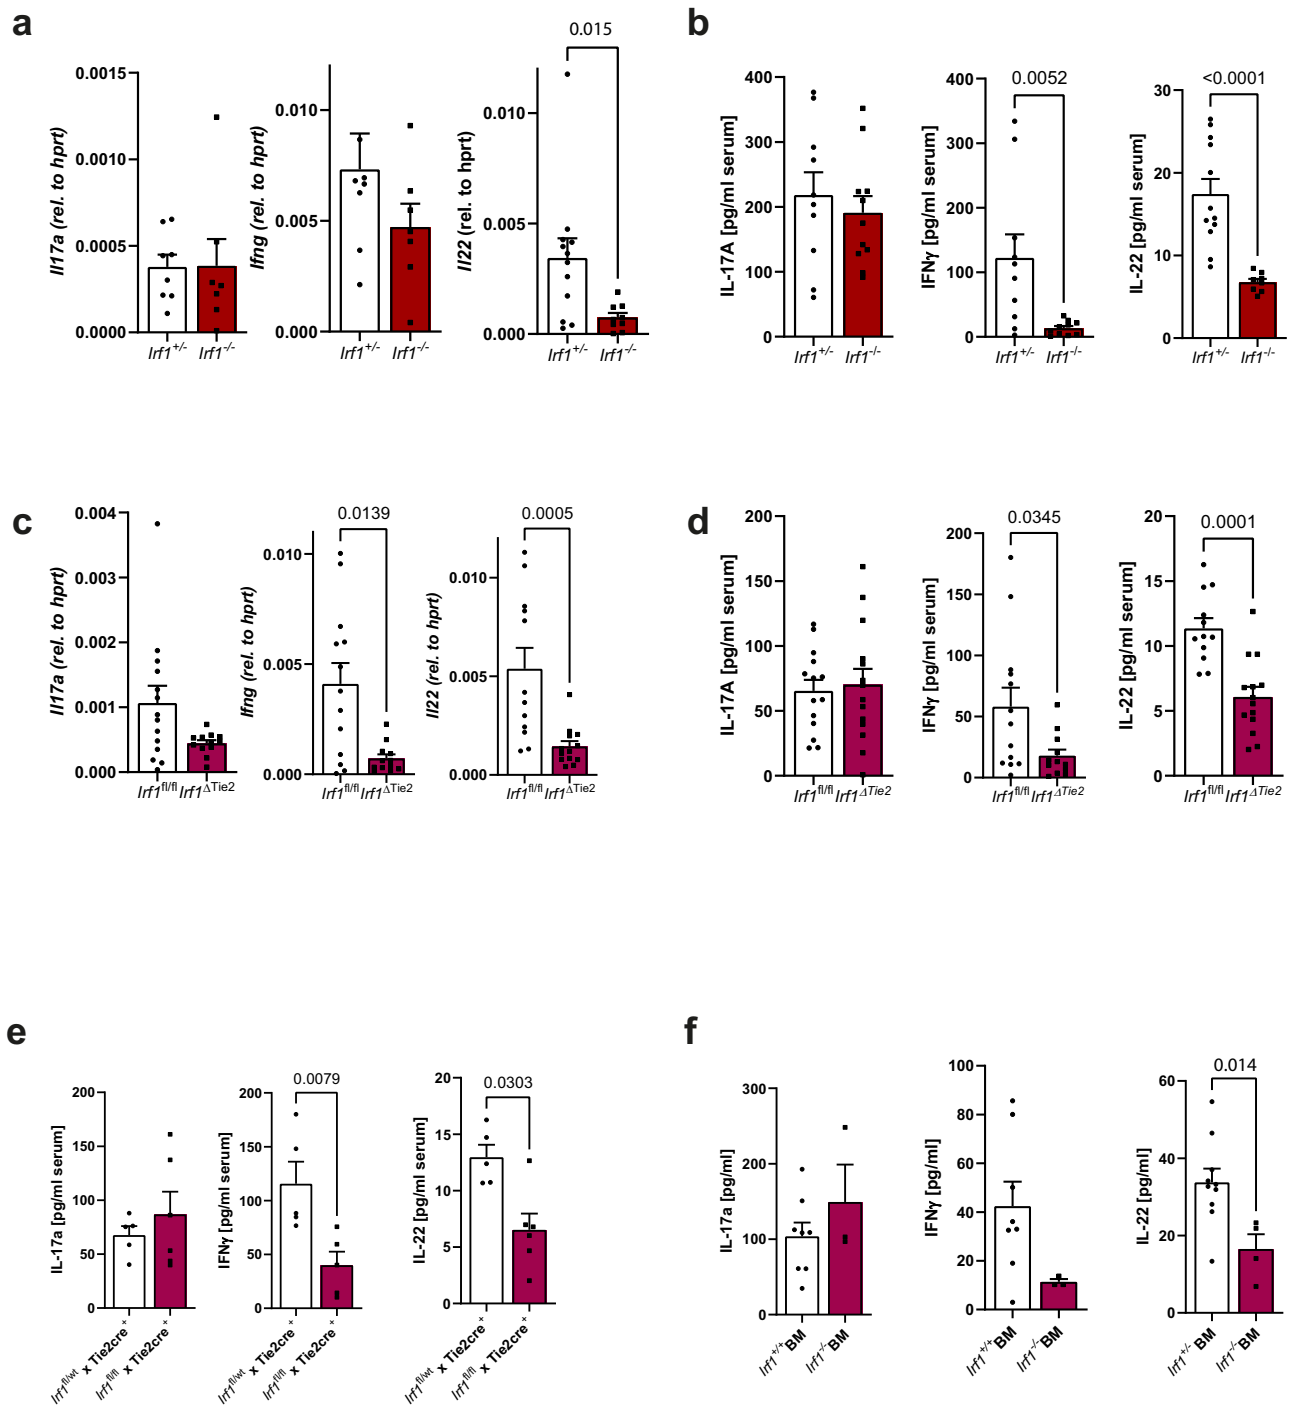 a
Il17a (rel. to hprt)
0.0015
0.0010
0.0005
0.0000
Irf1+/- Irf1-/-
Ifng (rel. to hprt)
0.010
0.005
0.000
Irf1+/- Irf1-/-
Il22 (rel. to hprt)
0.015
0.010
0.005
0.000
Irf1+/- Irf1-/-
b
IL-17A [pg/ml serum]
400
300
200
100
0
Irf1+/- Irf1-/-
IFNγ [pg/ml serum]
0.0052
400
300
200
100
0
Irf1+/- Irf1-/-
IL-22 [pg/ml serum]
<0.0001
30
20
10
0
Irf1+/- Irf1-/-
c
Il17a (rel. to hprt)
0.004
0.003
0.002
0.001
0.000
Irf1fl/fl Irf1ΔTie2
Ifng (rel. to hprt)
0.0139
0.010
0.005
0.000
Irf1fl/fl Irf1ΔTie2
Il22 (rel. to hprt)
0.0005
0.010
0.005
0.000
Irf1fl/fl Irf1ΔTie2
d
IL-17A [pg/ml serum]
200
150
100
50
0
Irf1fl/fl Irf1ΔTie2
IFNγ [pg/ml serum]
0.0345
200
150
100
50
0
Irf1fl/fl Irf1ΔTie2
IL-22 [pg/ml serum]
0.0001
20
15
10
5
0
Irf1fl/fl Irf1ΔTie2
e
IL-17a [pg/ml serum]
200
150
100
50
0
Irf1fl/wt x Tie2cre+
Irf1fl/fl x Tie2cre+
IFNγ [pg/ml serum]
0.0079
200
150
100
50
0
Irf1fl/wt x Tie2cre+
Irf1fl/fl x Tie2cre+
IL-22 [pg/ml serum]
0.0303
20
15
10
5
0
Irf1fl/wt x Tie2cre+
Irf1fl/fl x Tie2cre+
f
IL-17a [pg/ml]
300
200
100
0
Irf1+/+ BM
Irf1-/- BM
IFNγ [pg/ml]
100
80
60
40
20
0
Irf1+/+ BM
Irf1-/- BM
IL-22 [pg/ml]
0.014
60
40
20
0
Irf1+/- BM
Irf1-/- BM